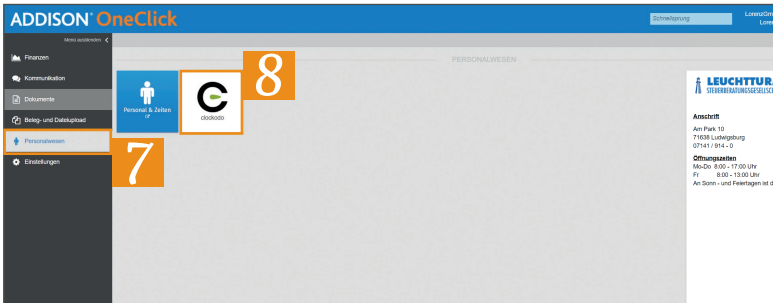 ADDISON® OneClick
Schnellsprung
LorenzGm
Lore
Menü ausblenden
Finanzen
Kommunikation
Dokumente
Beleg- und Dateiupload
Personalwesen
Einstellungen
7
PERSONALWESEN
Personal & Zeiten
clockodo
8
LEUCHTTUR
STEUERBERATUNGSGESELLSC
Anschrift
Am Park 10
71638 Ludwigsburg
07141 / 914 - 0
Öffnungszeiten
Mo-Do 8:00 - 17:00 Uhr
Fr 8:00 - 13:00 Uhr
An Sonn - und Feiertagen ist d